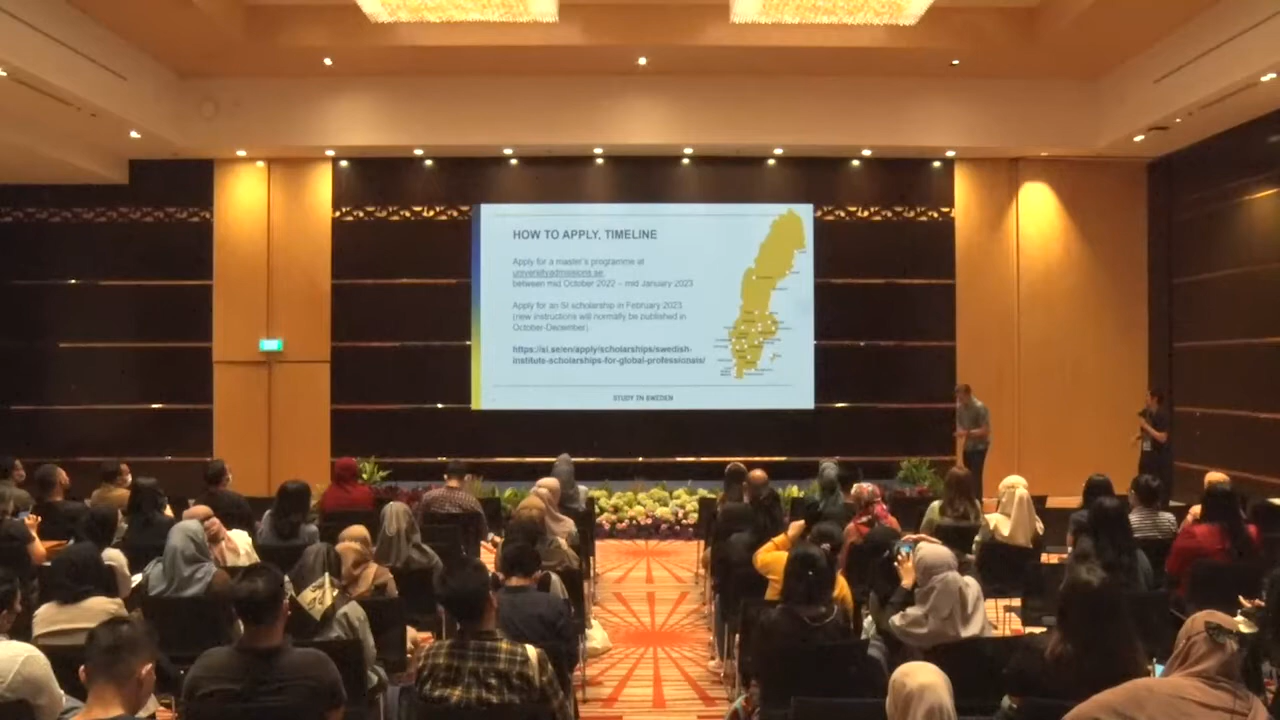 HOW TO APPLY, TIMELINE
Apply for a master's programme at
universityadmissions.se,
between mid October 2022 – mid January 2023
Apply for an SI scholarship in February 2023
(new instructions will normally be published in
October-December).
https://si.se/en/apply/scholarships/swedish-
institute-scholarships-for-global-professionals/
STUDY IN SWEDEN